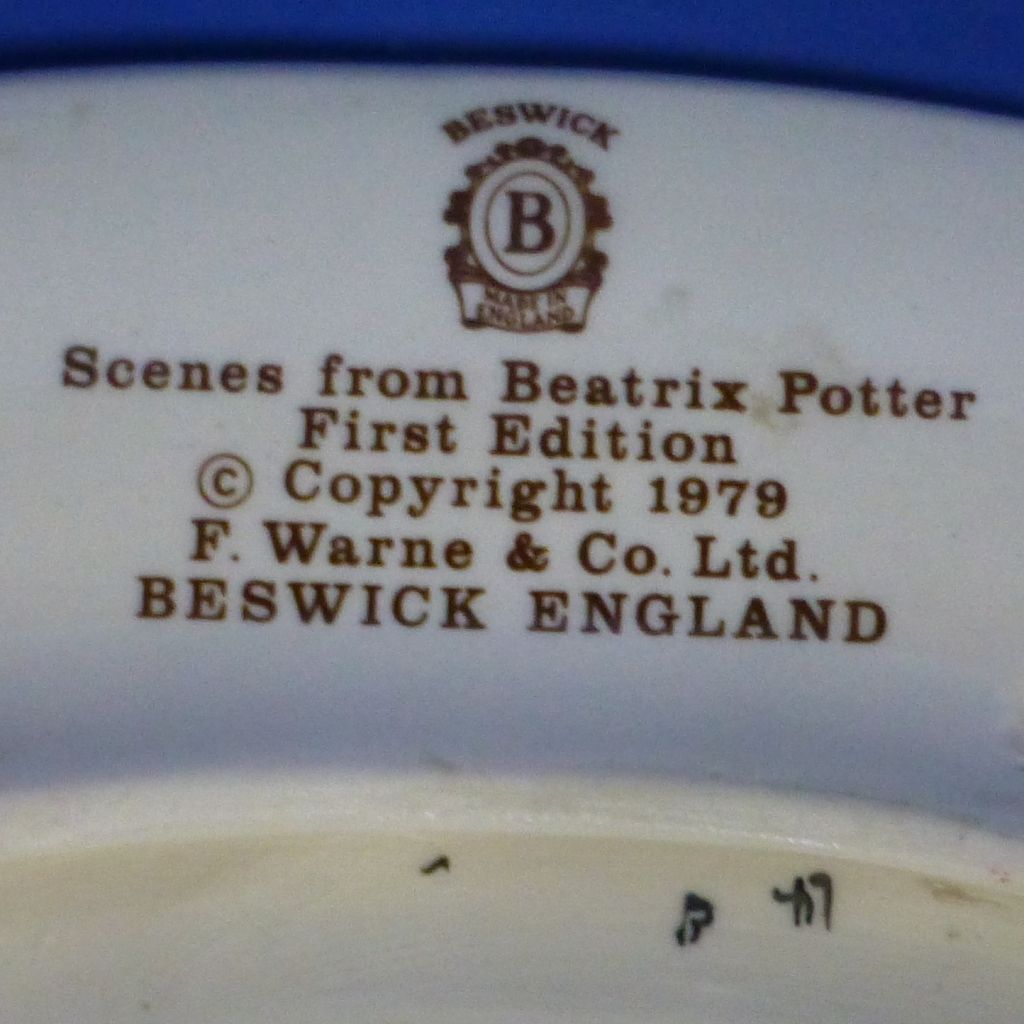 BESWICK
B
MADE IN
ENGLAND
Scenes from Beatrix Potter
First Edition
© Copyright 1979
F. Warne & Co. Ltd.
BESWICK ENGLAND